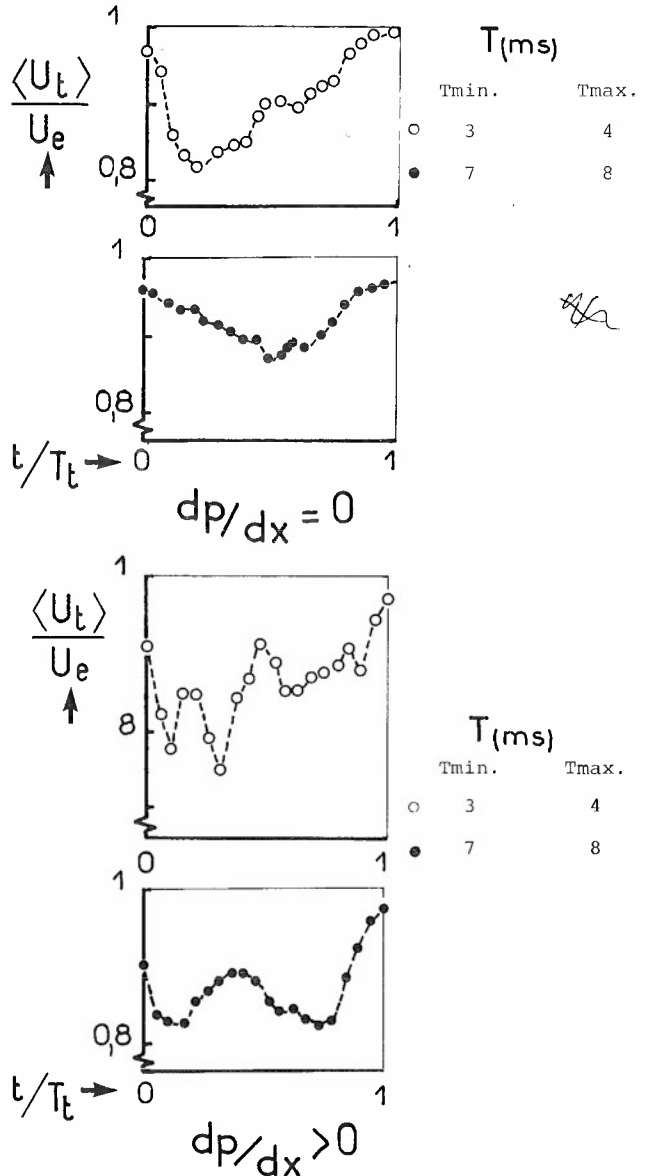 1
⟨Ut⟩
Ue
0,8
0 1
T(ms)
Tmin. Tmax.
3 4
7 8
1
0,8
t/Tt 0 1
dp/dx = 0
1
⟨Ut⟩
Ue
8
0 1
T(ms)
Tmin. Tmax.
3 4
7 8
1
0,8
t/Tt 0 1
dp/dx >0